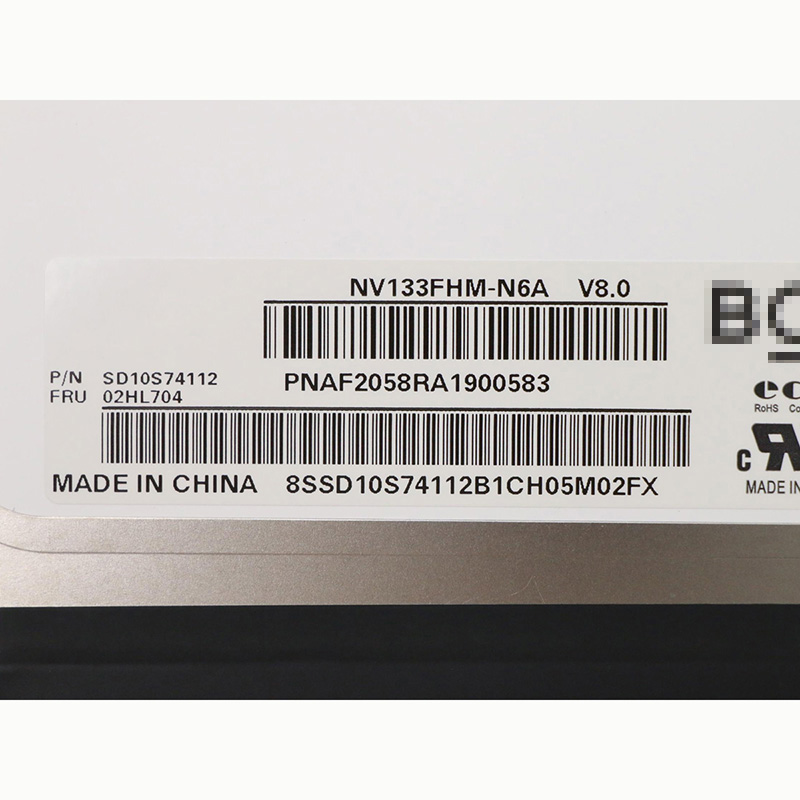 NV133FHM-N6A V8.0
P/N SD10S74112
PNAF2058RA1900583
FRU 02HL704
MADE IN CHINA 8SSD10S74112B1CH05M02FX
RoHS
MADE IN